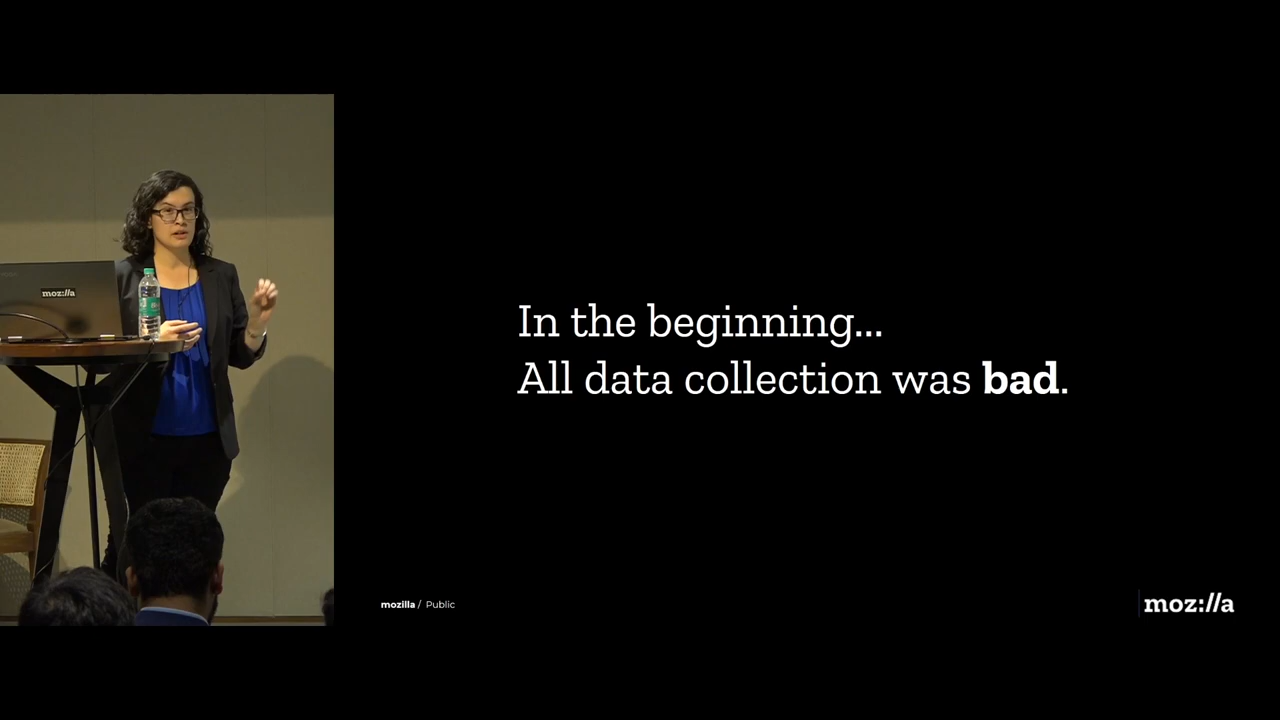 moz://a
In the beginning...
All data collection was bad.
mozilla / Public
moz://a